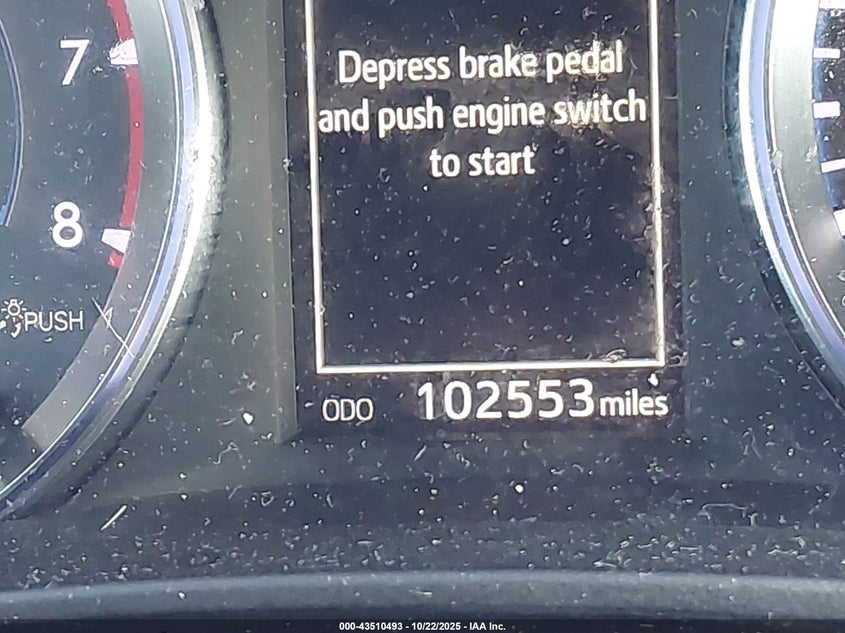 7
Depress brake pedal
and push engine switch
to start
8
PUSH
ODO 102553 miles
000-43510493 - 10/22/2025 - IAA Inc.